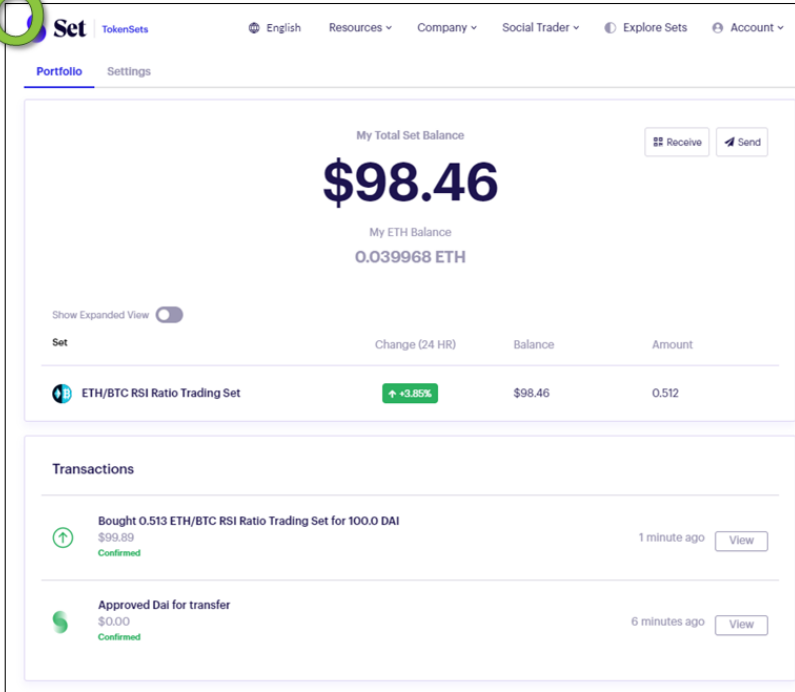 Set TokenSets English Resources Company Social Trader Explore Sets Account
Portfolio Settings
My Total Set Balance
Receive Send
$98.46
My ETH Balance
0.039968 ETH
Show Expanded View
Set Change (24 HR) Balance Amount
ETH/BTC RSI Ratio Trading Set +3.85% $98.46 0.512
Transactions
Bought 0.513 ETH/BTC RSI Ratio Trading Set for 100.0 DAI
$99.89 1 minute ago View
Confirmed
Approved Dai for transfer
$0.00 6 minutes ago View
Confirmed